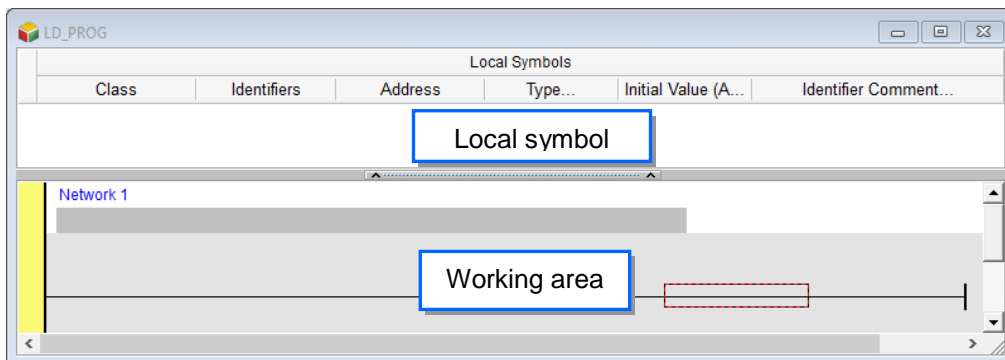 LD_PROG
Local Symbols
Class Identifiers Address Type... Initial Value (A... Identifier Comment...
Local symbol
Network 1
Working area